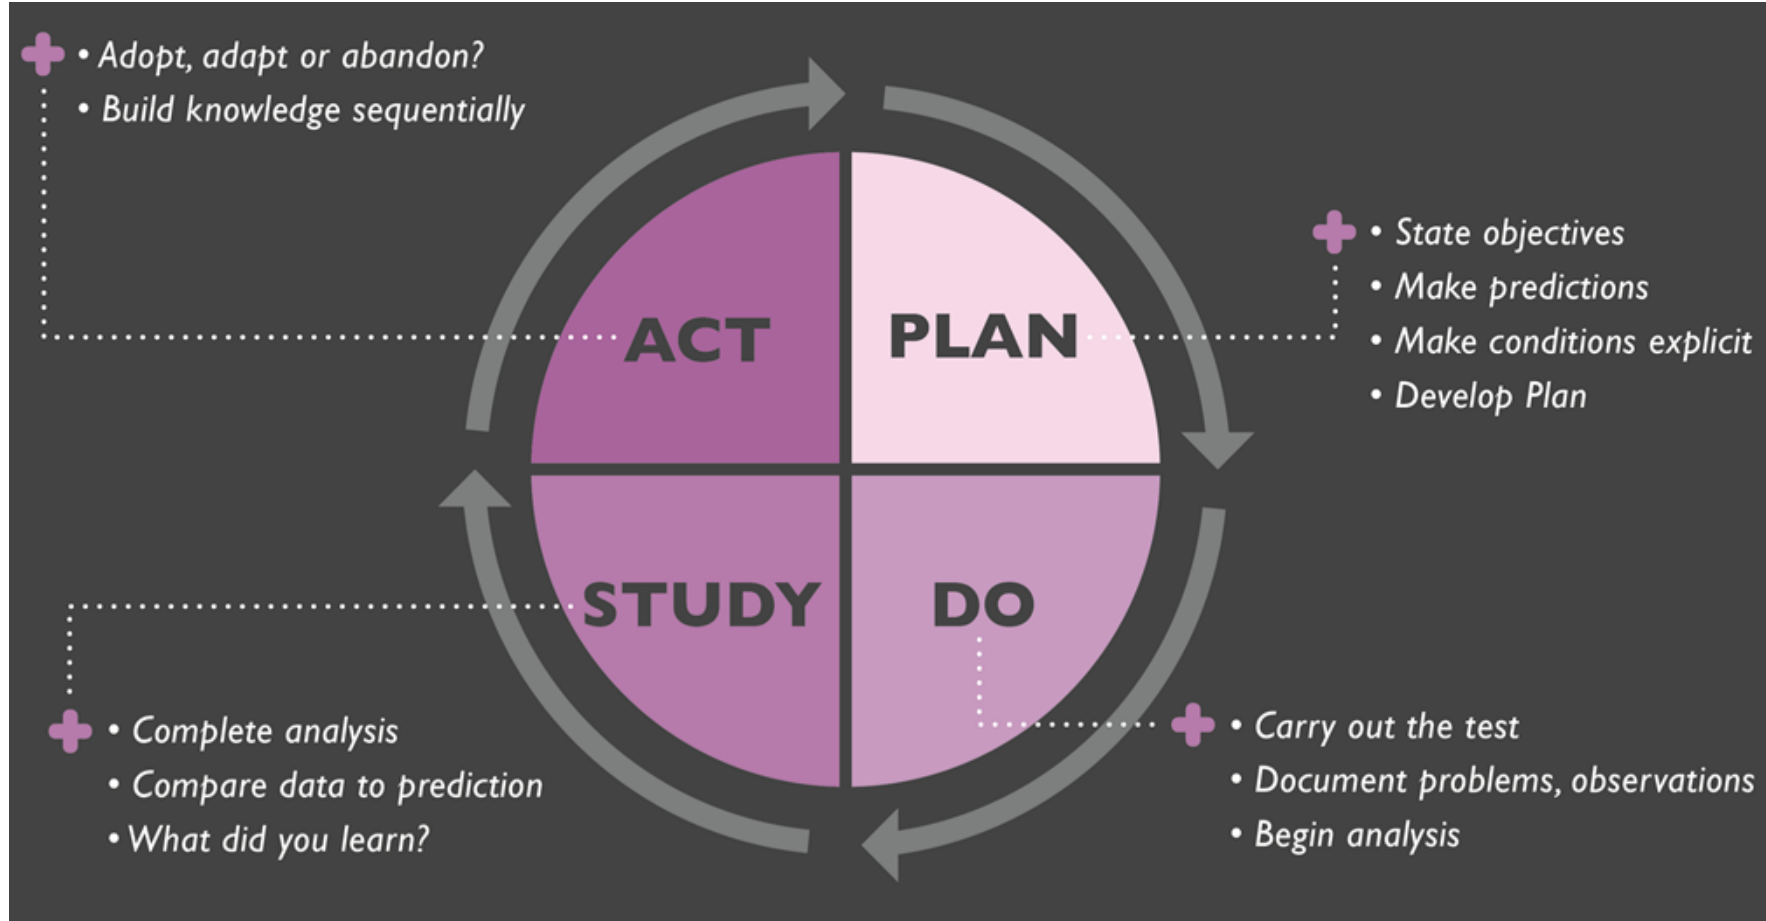 • Adopt, adapt or abandon?
• Build knowledge sequentially
ACT
PLAN
• State objectives
• Make predictions
• Make conditions explicit
• Develop Plan
STUDY
DO
• Complete analysis
• Compare data to prediction
• What did you learn?
• Carry out the test
• Document problems, observations
• Begin analysis